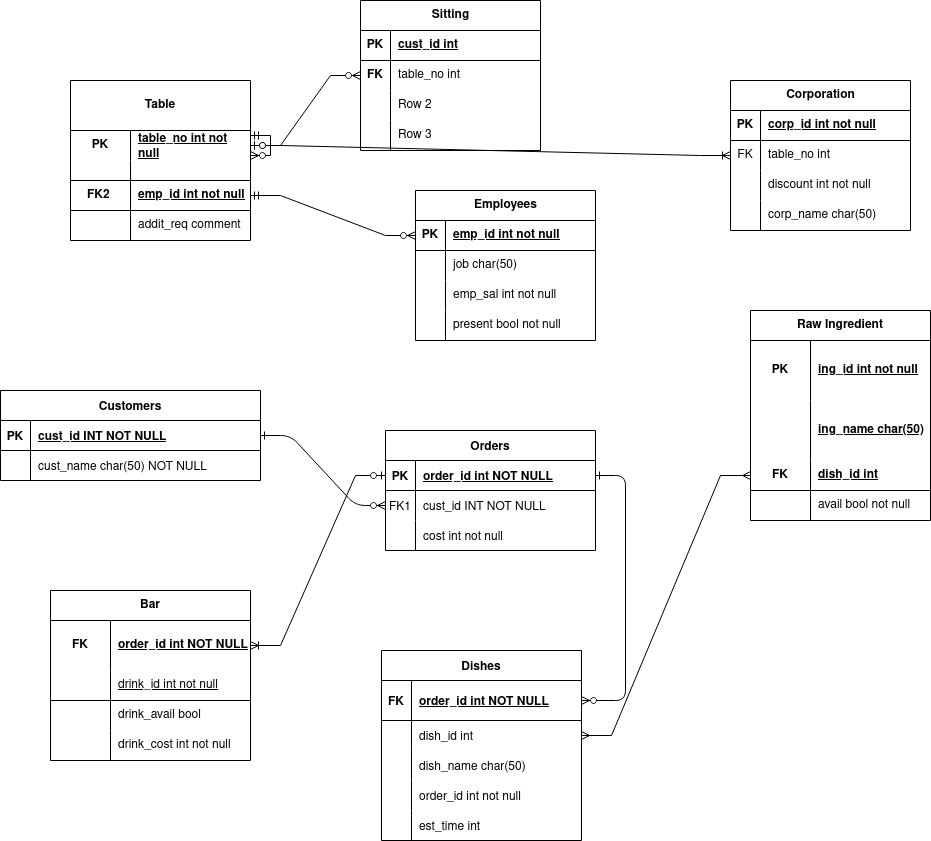 Sitting
PK cust_id int
FK table_no int
Row 2
Row 3
Table
PK table_no int not
null
FK2 emp_id int not null
addit_req comment
Corporation
PK corp_id int not null
FK table_no int
discount int not null
corp_name char(50)
Employees
PK emp_id int not null
job char(50)
emp_sal int not null
present bool not null
Raw Ingredient
PK ing_id int not null
ing_name char(50)
FK dish_id int
avail bool not null
Customers
PK cust_id INT NOT NULL
cust_name char(50) NOT NULL
Orders
PK order_id int NOT NULL
FK1 cust_id INT NOT NULL
cost int not null
Bar
FK order_id int NOT NULL
drink_id int not null
drink_avail bool
drink_cost int not null
Dishes
FK order_id int NOT NULL
dish_id int
dish_name char(50)
order_id int not null
est_time int